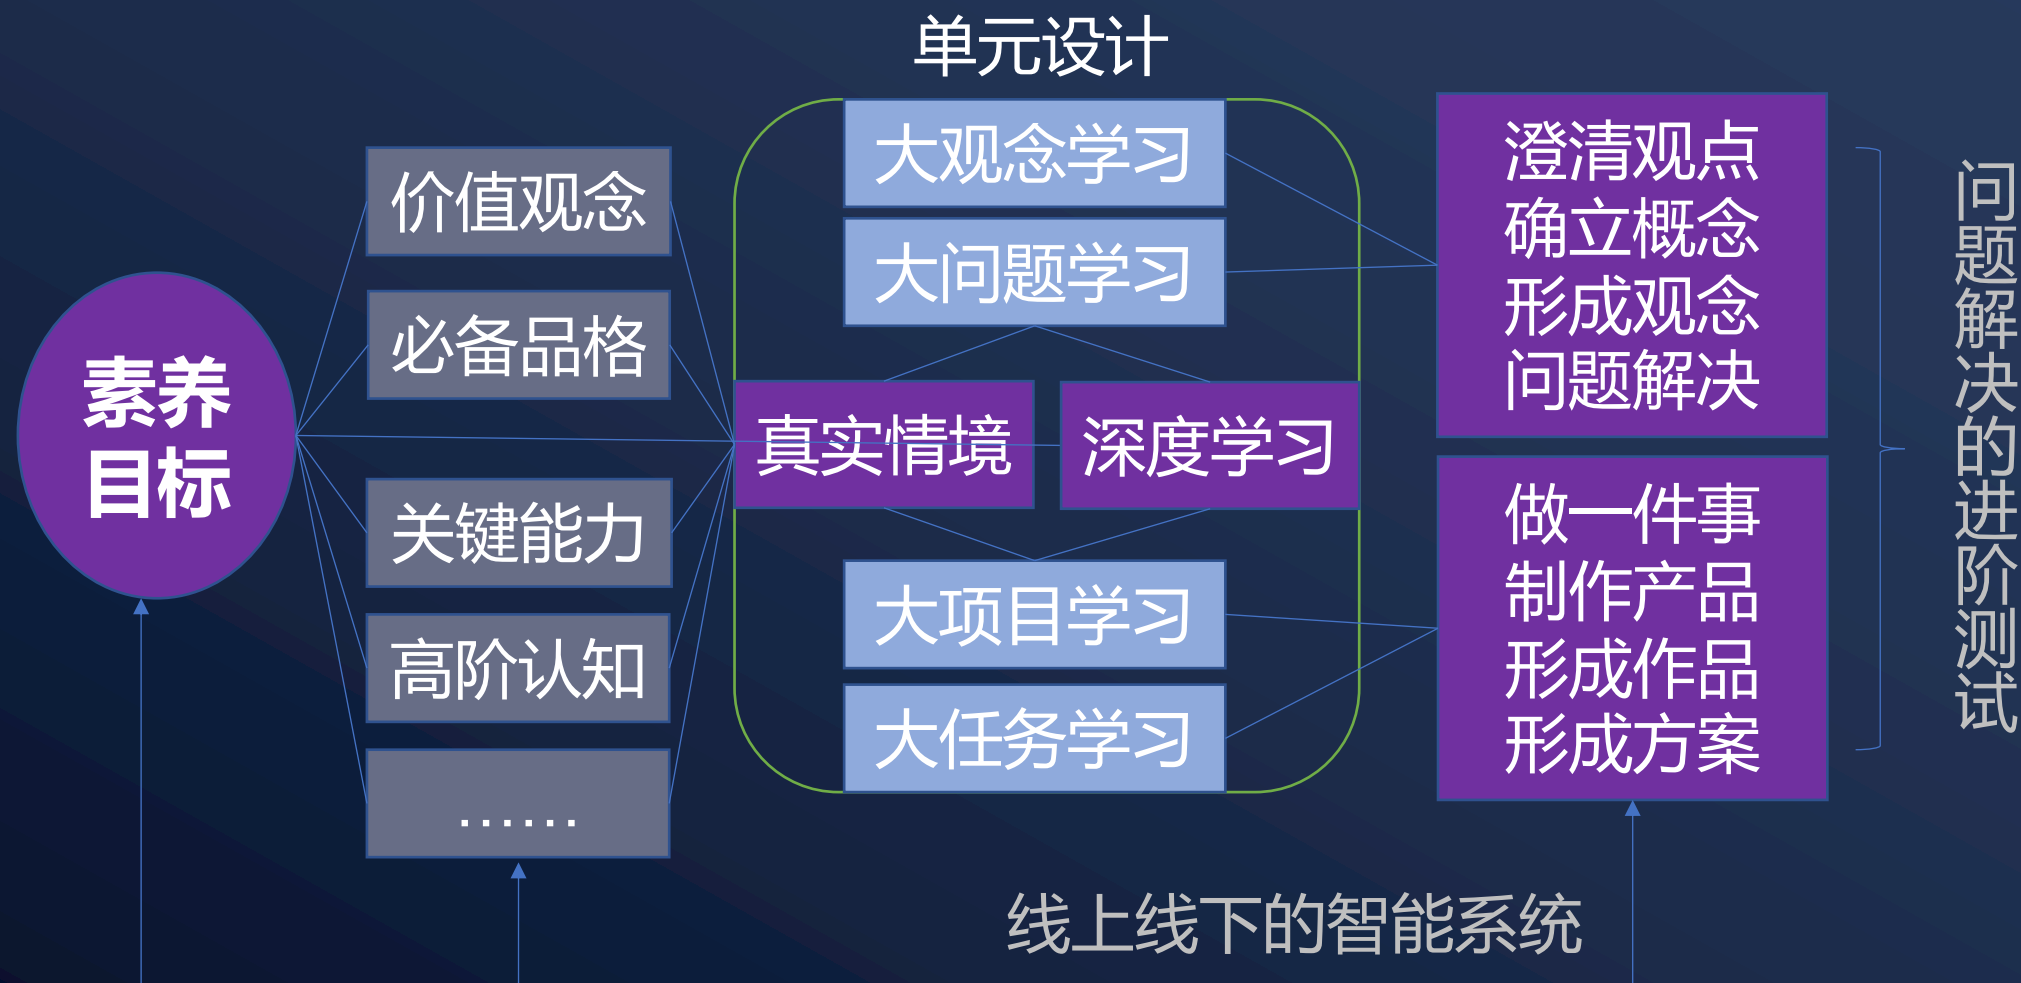 单元设计
素养
目标
价值观念
必备品格
关键能力
高阶认知
……
大观念学习
大问题学习
真实情境
深度学习
大项目学习
大任务学习
澄清观点
确立概念
形成观念
问题解决
做一件事
制作产品
形成作品
形成方案
问题解决的进阶测试
线上线下的智能系统